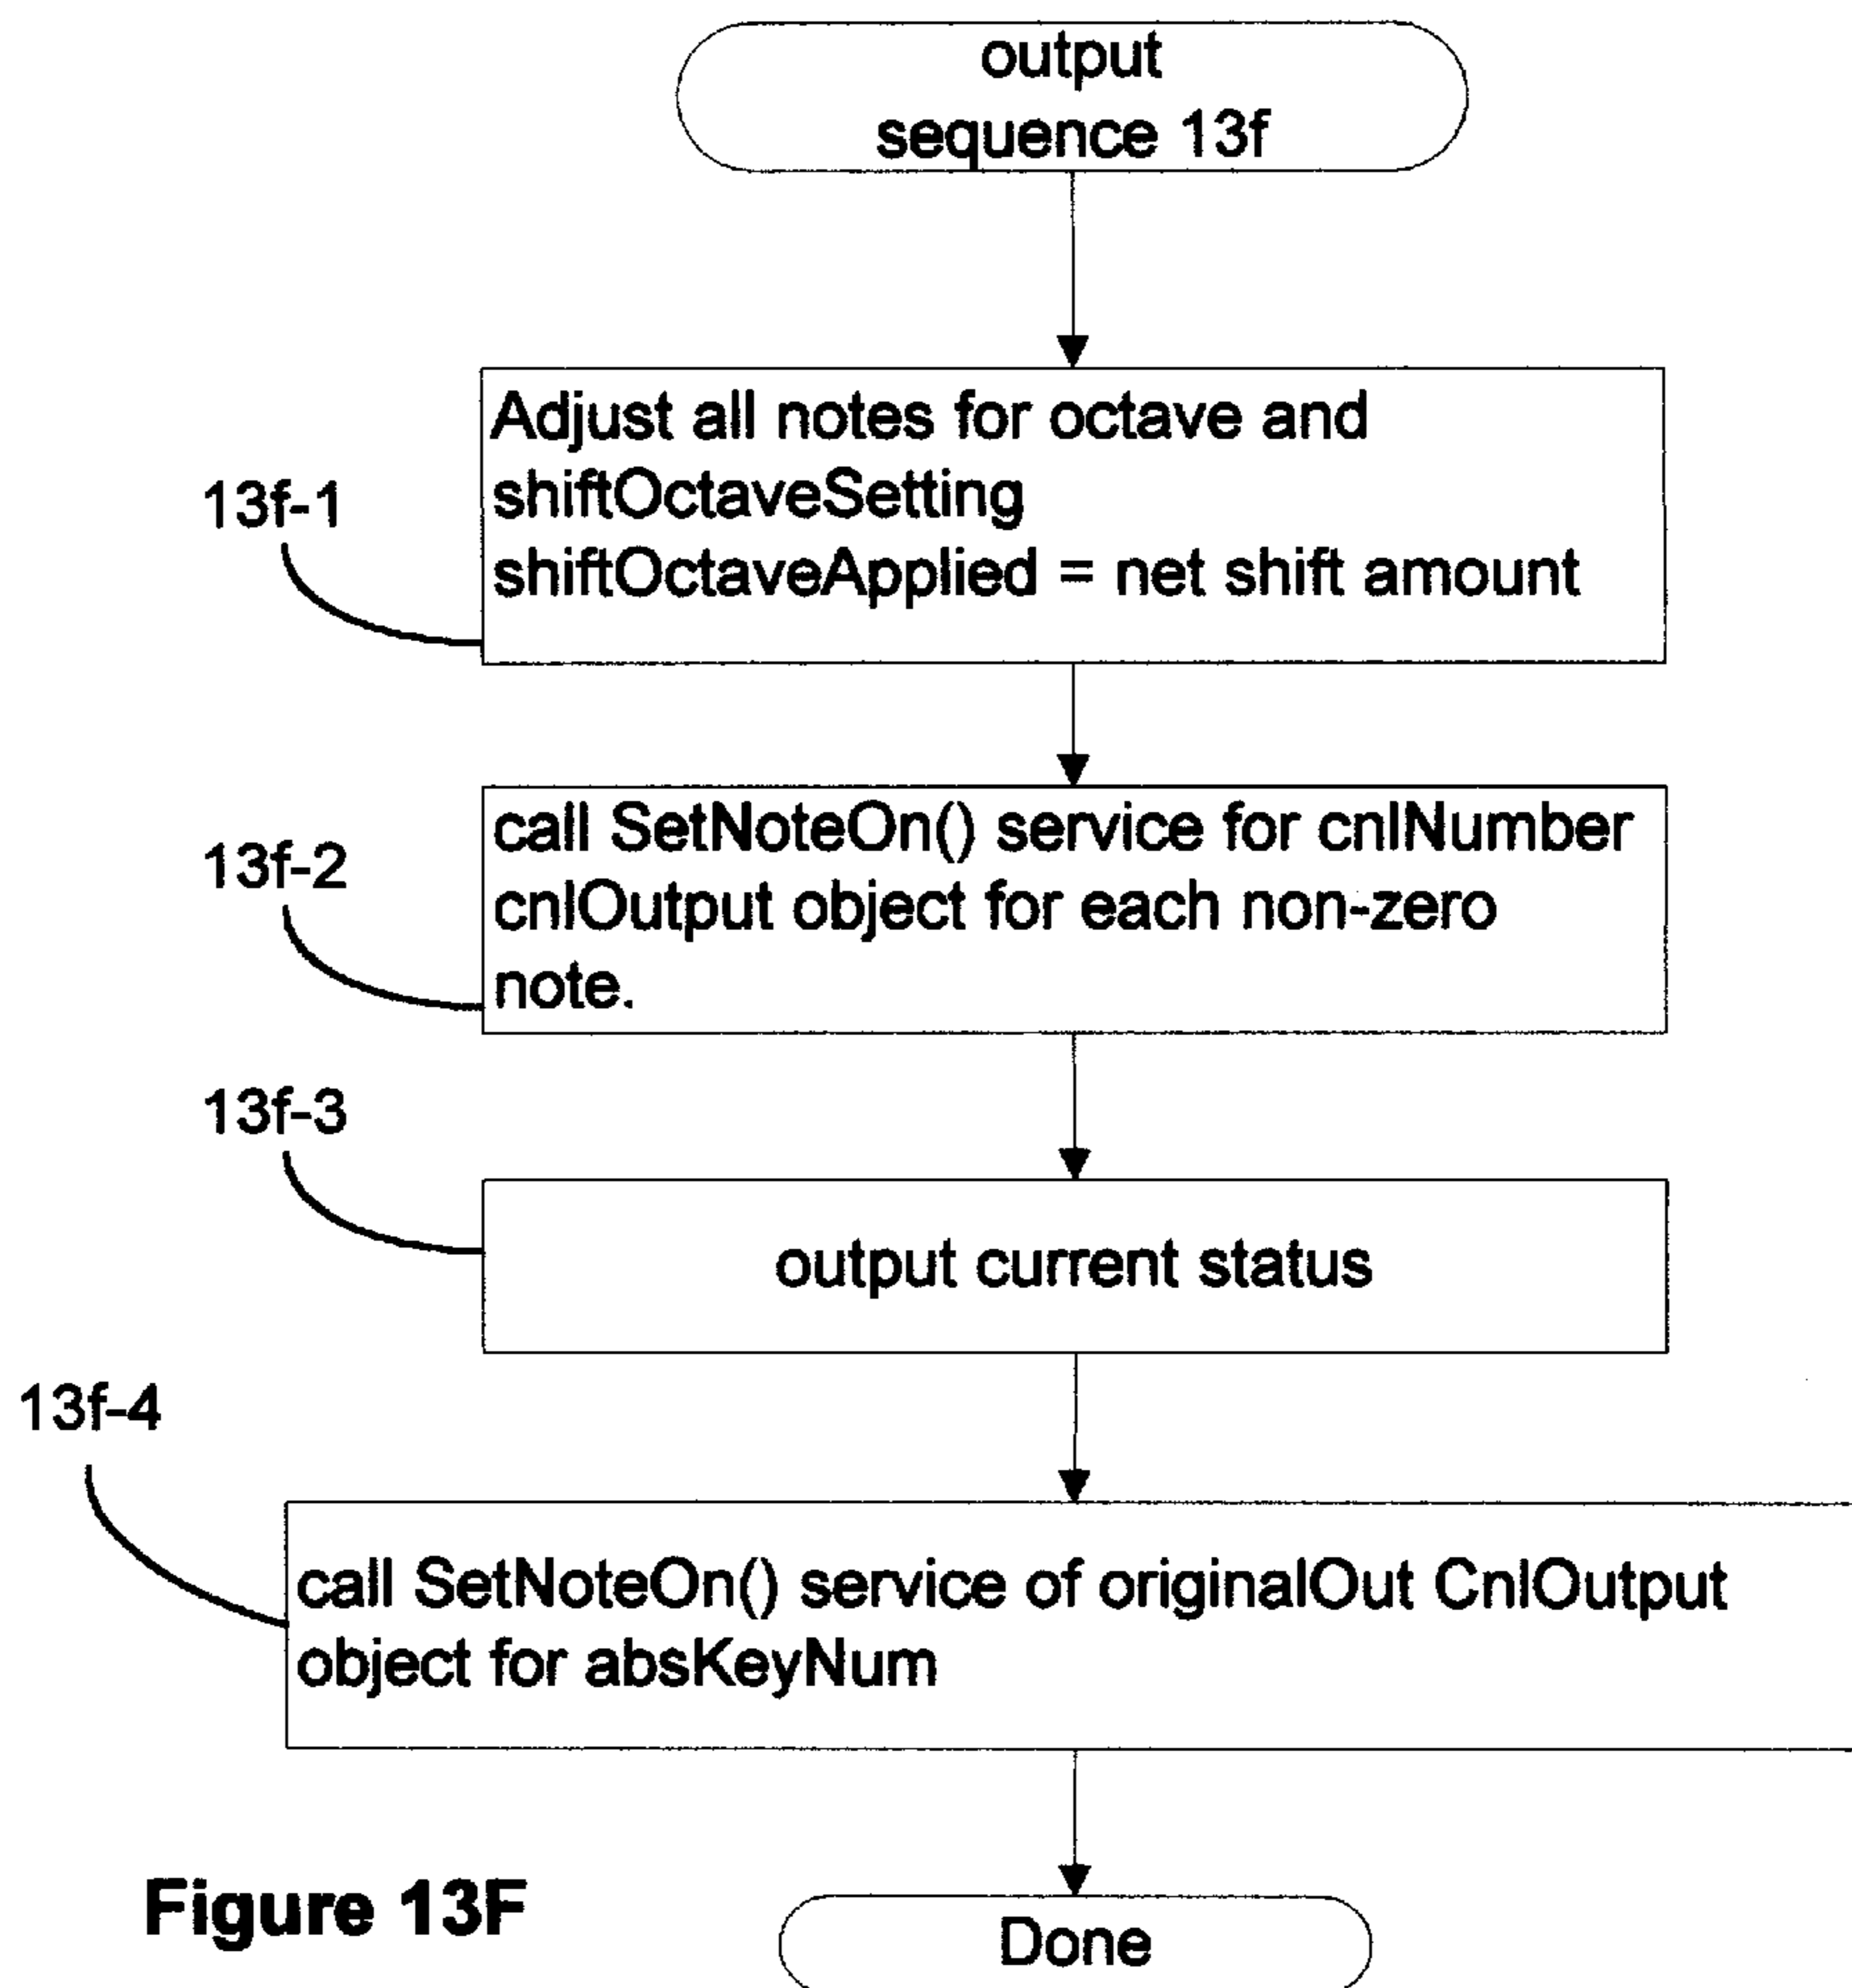 output
sequence 13f
Adjust all notes for octave and
shiftOctaveSetting
shiftOctaveApplied = net shift amount
13f-1
call SetNoteOn() service for cnlNumber
cnlOutput object for each non-zero
note.
13f-2
13f-3
output current status
13f-4
call SetNoteOn() service of originalOut CnlOutput
object for absKeyNum
Figure 13F
Done